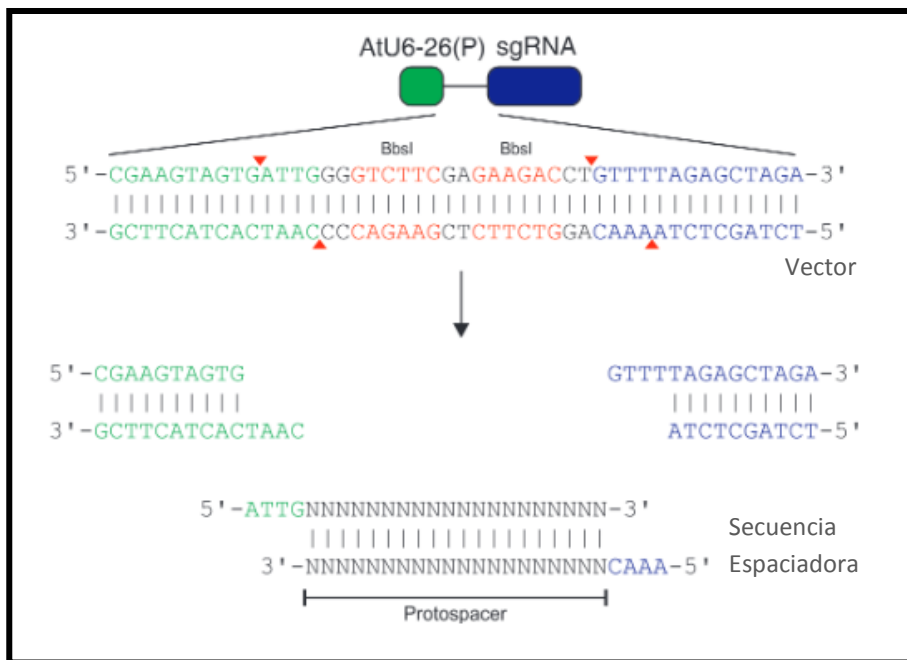 AtU6-26(P) sgRNA
BbsI BbsI
5'-CGAAGTAGTGATTGGGGTCTTCGAGAAGACCTGTTTTAGAGCTAGA-3'
3'-GCTTCATCACTAACCCCAGAAGCTCTTCTGGACAAAATCTCGATCT-5'
Vector
5'-CGAAGTAGTG GTTTTAGAGCTAGA-3'
3'-GCTTCATCACTAAC ATCTCGATCT-5'
5'-ATTGNNNNNNNNNNNNNNNNNNNN-3'
Secuencia
3'-NNNNNNNNNNNNNNNNNNNNCAAA-5' Espaciadora
Protospacer